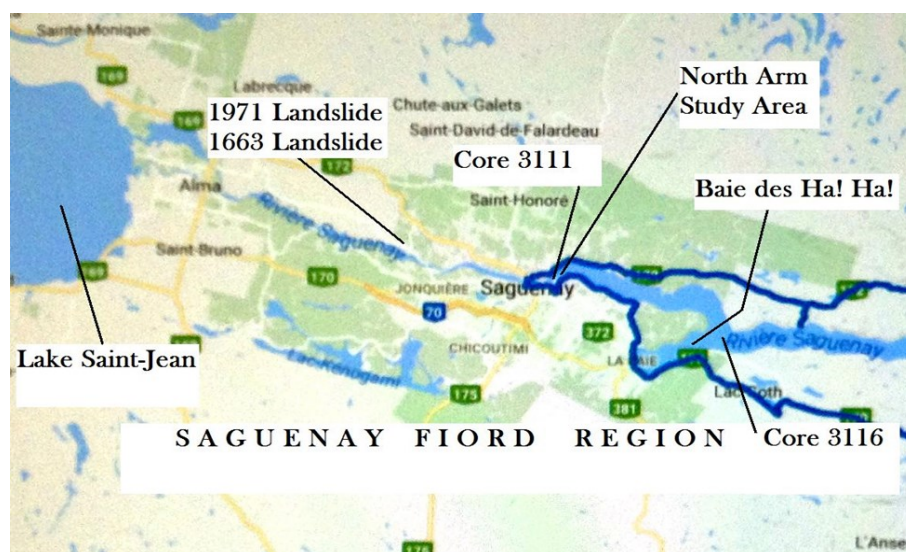 Sainte-Monique
169
Labrecque
1971 Landslide
1663 Landslide
Chute-aux-Galets
Saint-David-de-Falardeau
North Arm
Study Area
169
172
Core 3111
Alma
Saint-Honoré
Baie des Ha! Ha!
Rivière Saguenay
Saint-Bruno
169
170
JONQUIÈRE
Saguenay
70
372
Rivière Saguenay
CHICOUTIMI
LA BAIE
Lake Saint-Jean
Lac-Kénogami
175
381
Lac-Goth
SAGUENAY FIORD REGION
Core 3116
175
L'Anse